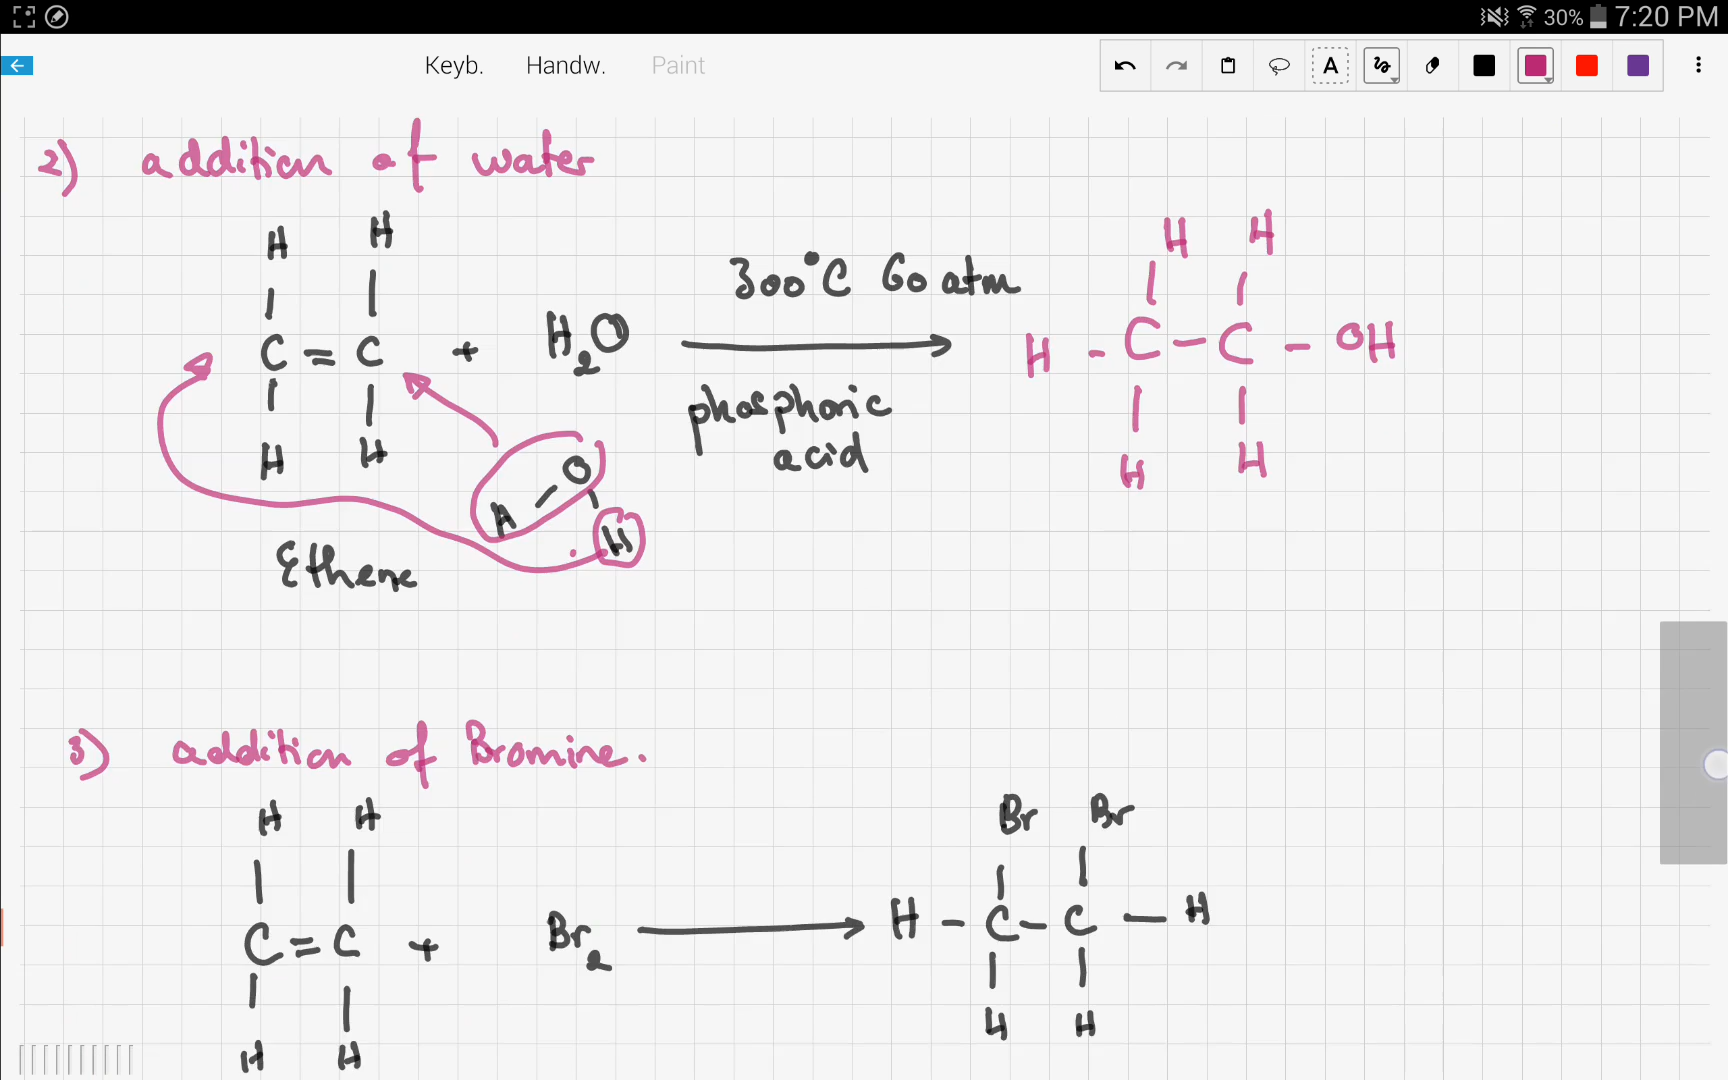 30% 7:20 PM
Keyb. Handw. Paint A
2) addition of water
H H H H
300°C 60 atm
C = C + H₂O H - C - C - OH
phosphoric
acid
H H H H
O
H
H
Ethene
3) addition of Bromine.
H H Br Br
C = C + Br₂ H - C - C - H
H H H H